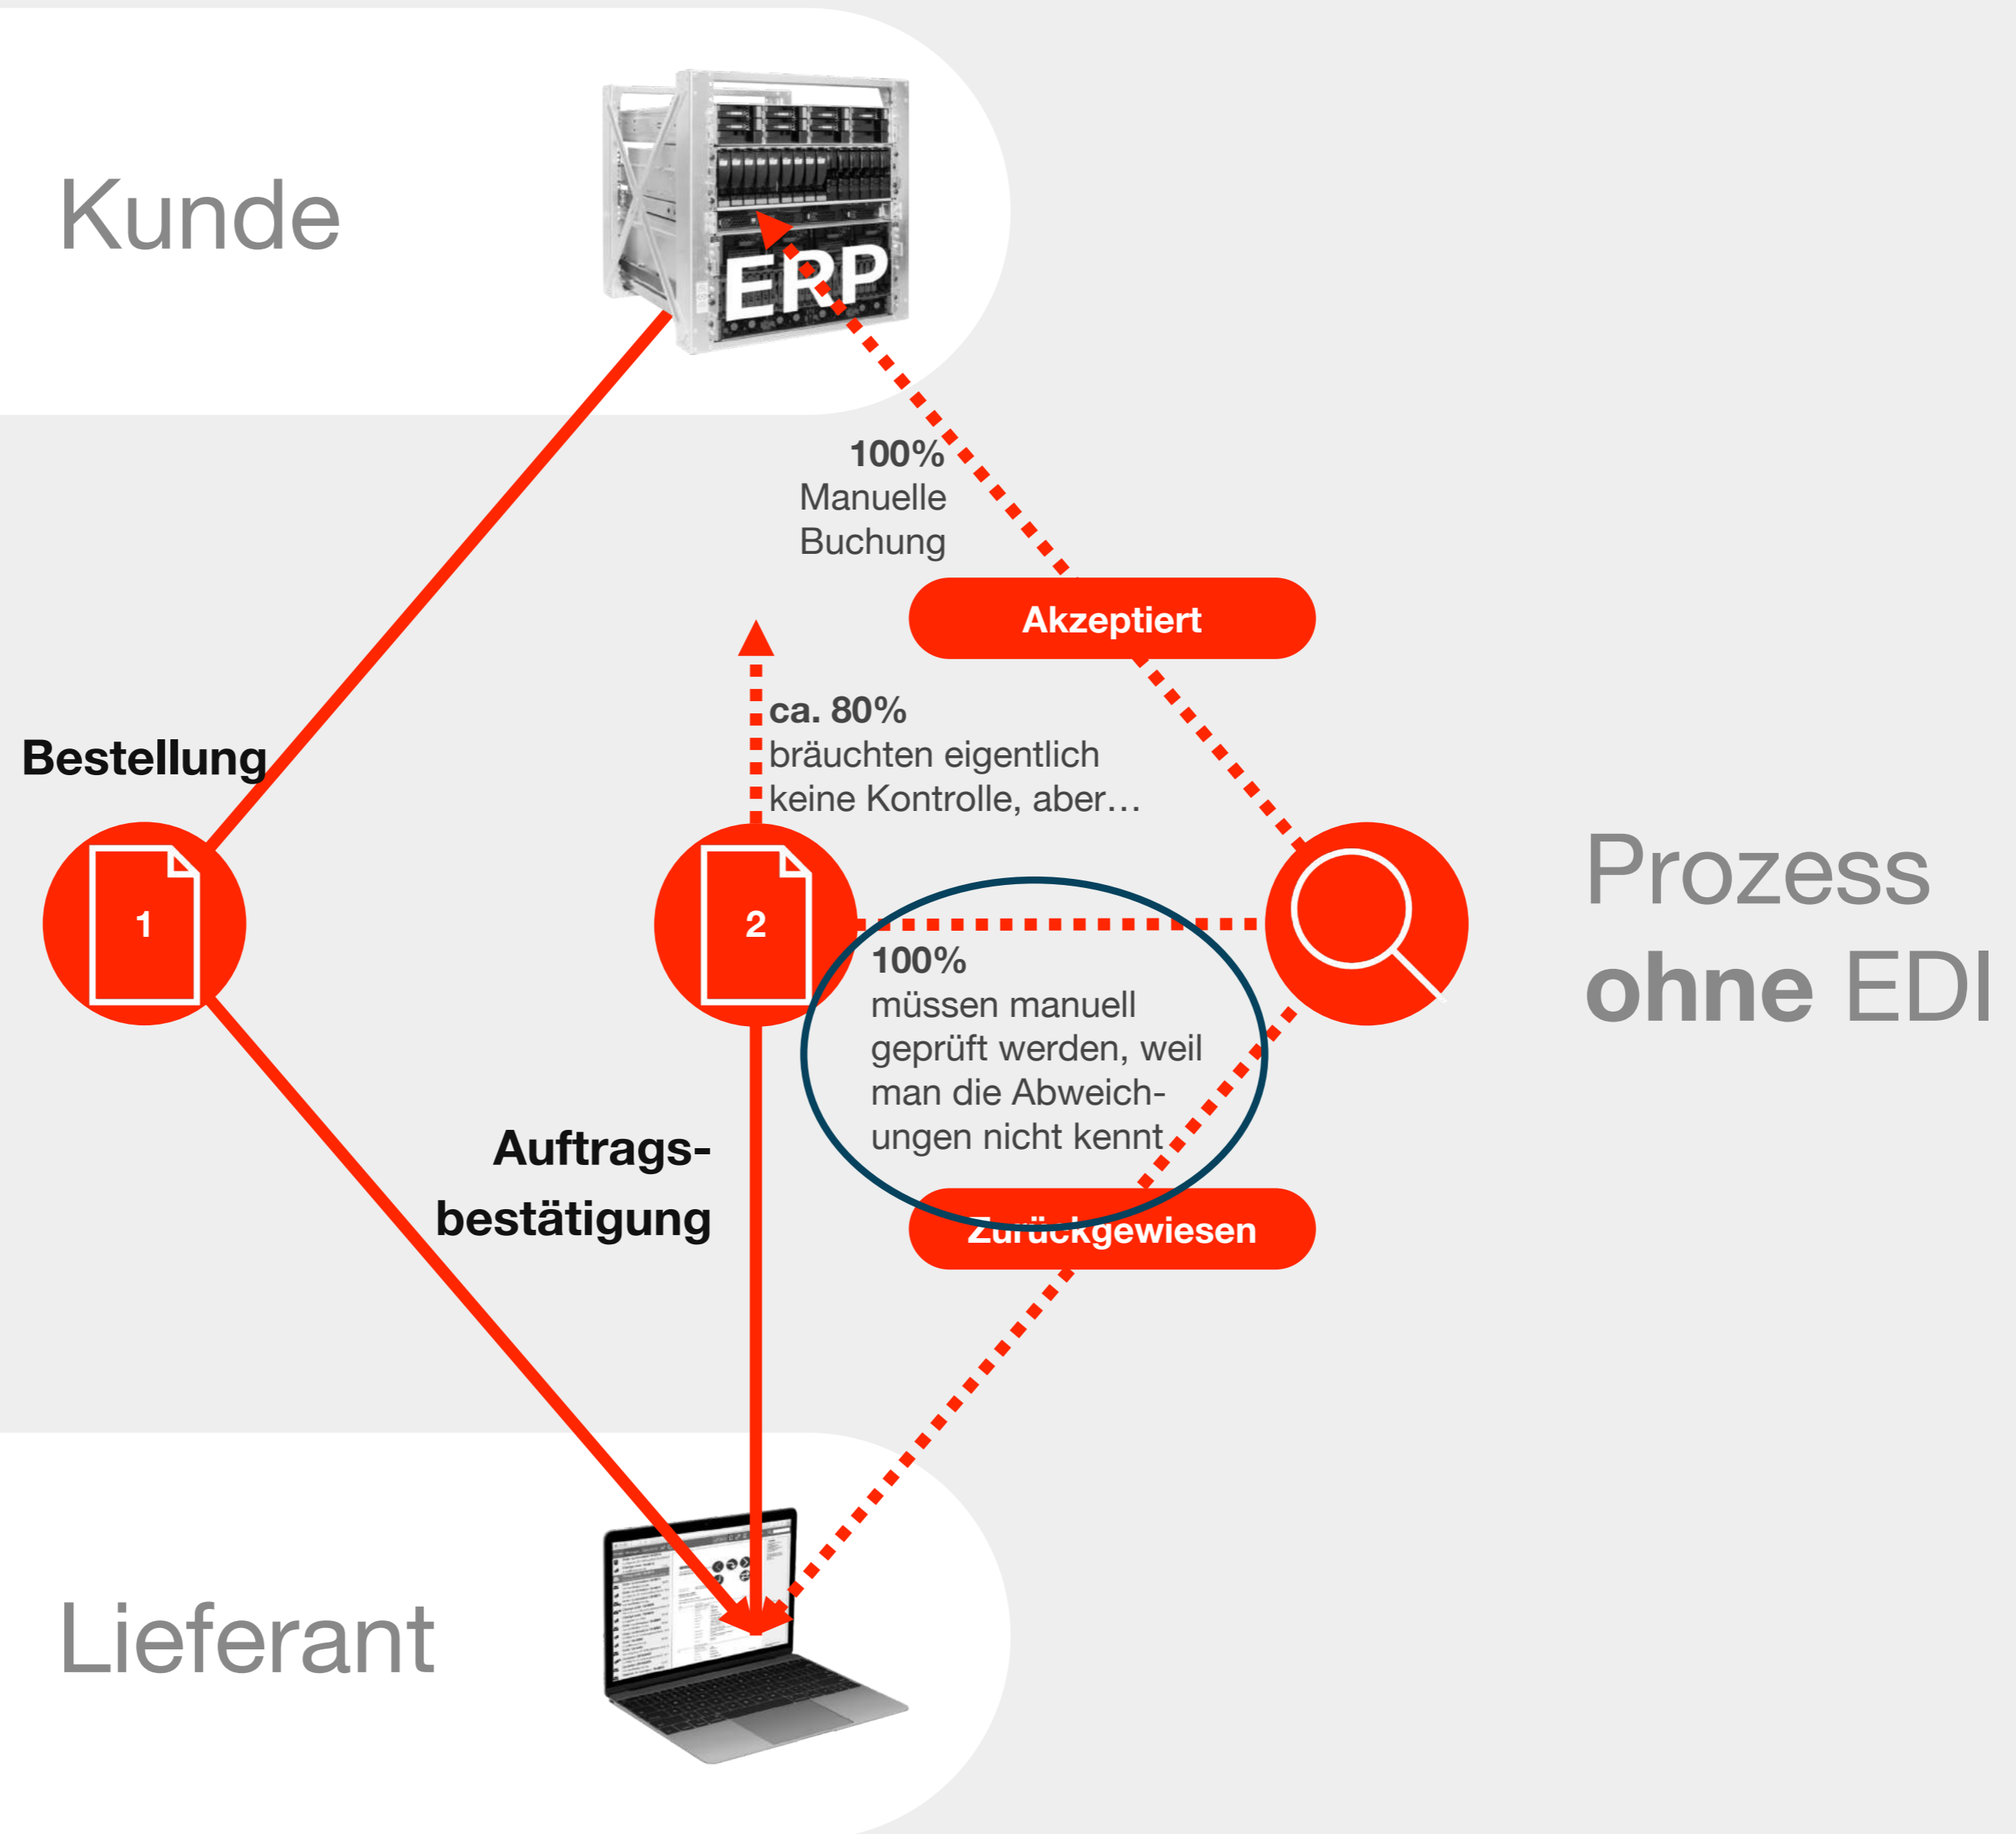 Kunde
ERP
100%
Manuelle
Buchung
Akzeptiert
ca. 80%
bräuchten eigentlich
keine Kontrolle, aber…
Bestellung
1
2
100%
müssen manuell
geprüft werden, weil
man die Abweich-
ungen nicht kennt
Prozess
ohne EDI
Auftrags-
bestätigung
Zurückgewiesen
Lieferant